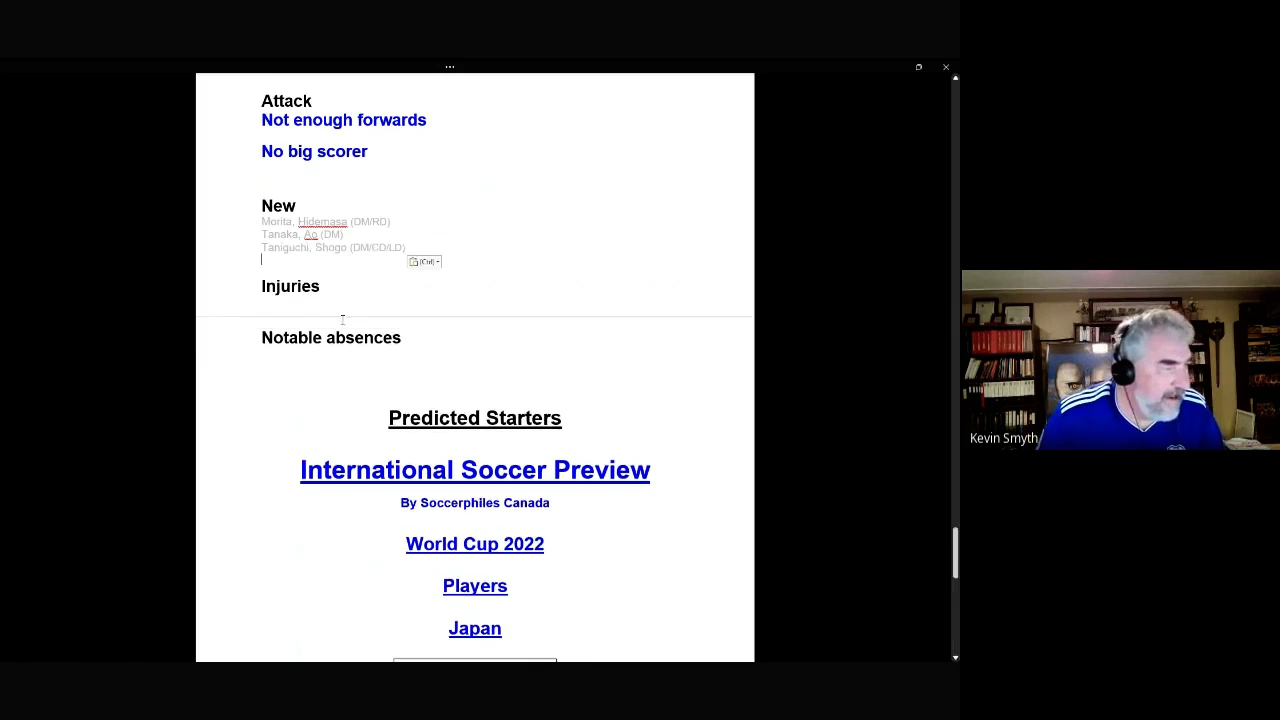 Attack
Not enough forwards
No big scorer
New
Morita, Hidemasa (DM/RD)
Tanaka, Ao (DM)
Taniguchi, Shogo (DM/CD/LD)
(Ctrl)
Injuries
Notable absences
Predicted Starters
International Soccer Preview
By Soccerphiles Canada
World Cup 2022
Players
Japan
Kevin Smyth